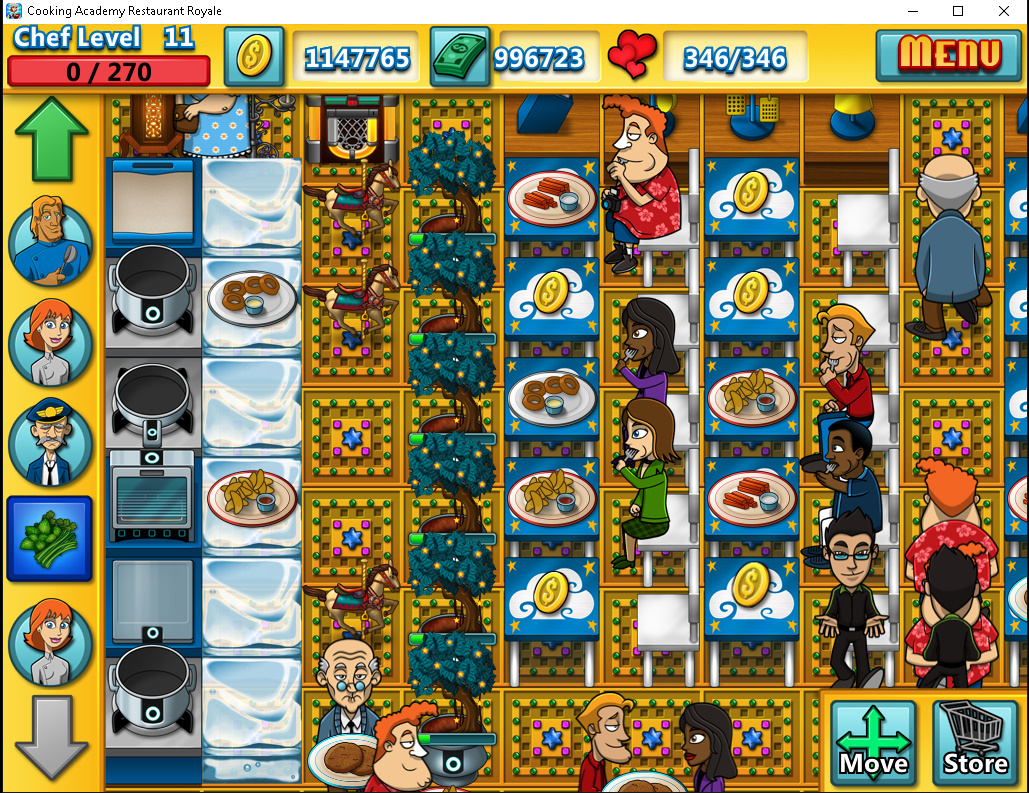 Cooking Academy Restaurant Royale
Chef Level 11
0 / 270
1147765
996723
346/346
MENU
Move
Store